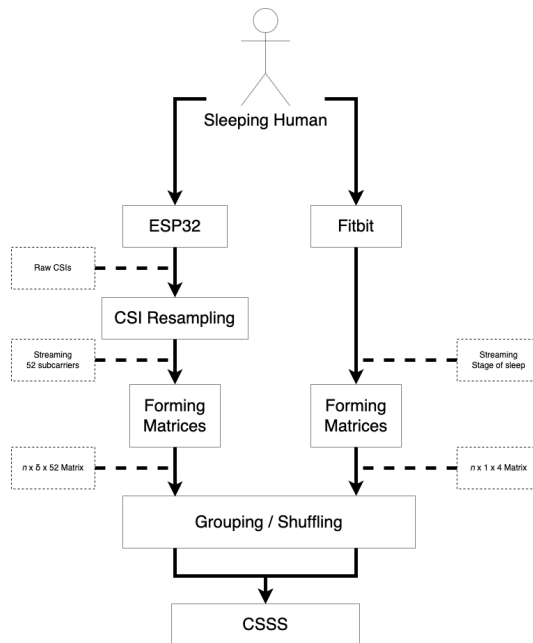 Sleeping Human
ESP32
Fitbit
Raw CSIs
CSI Resampling
Streaming
52 subcarriers
Streaming
Stage of sleep
Forming
Matrices
Forming
Matrices
n x δ x 52 Matrix
n x 1 x 4 Matrix
Grouping / Shuffling
CSSS